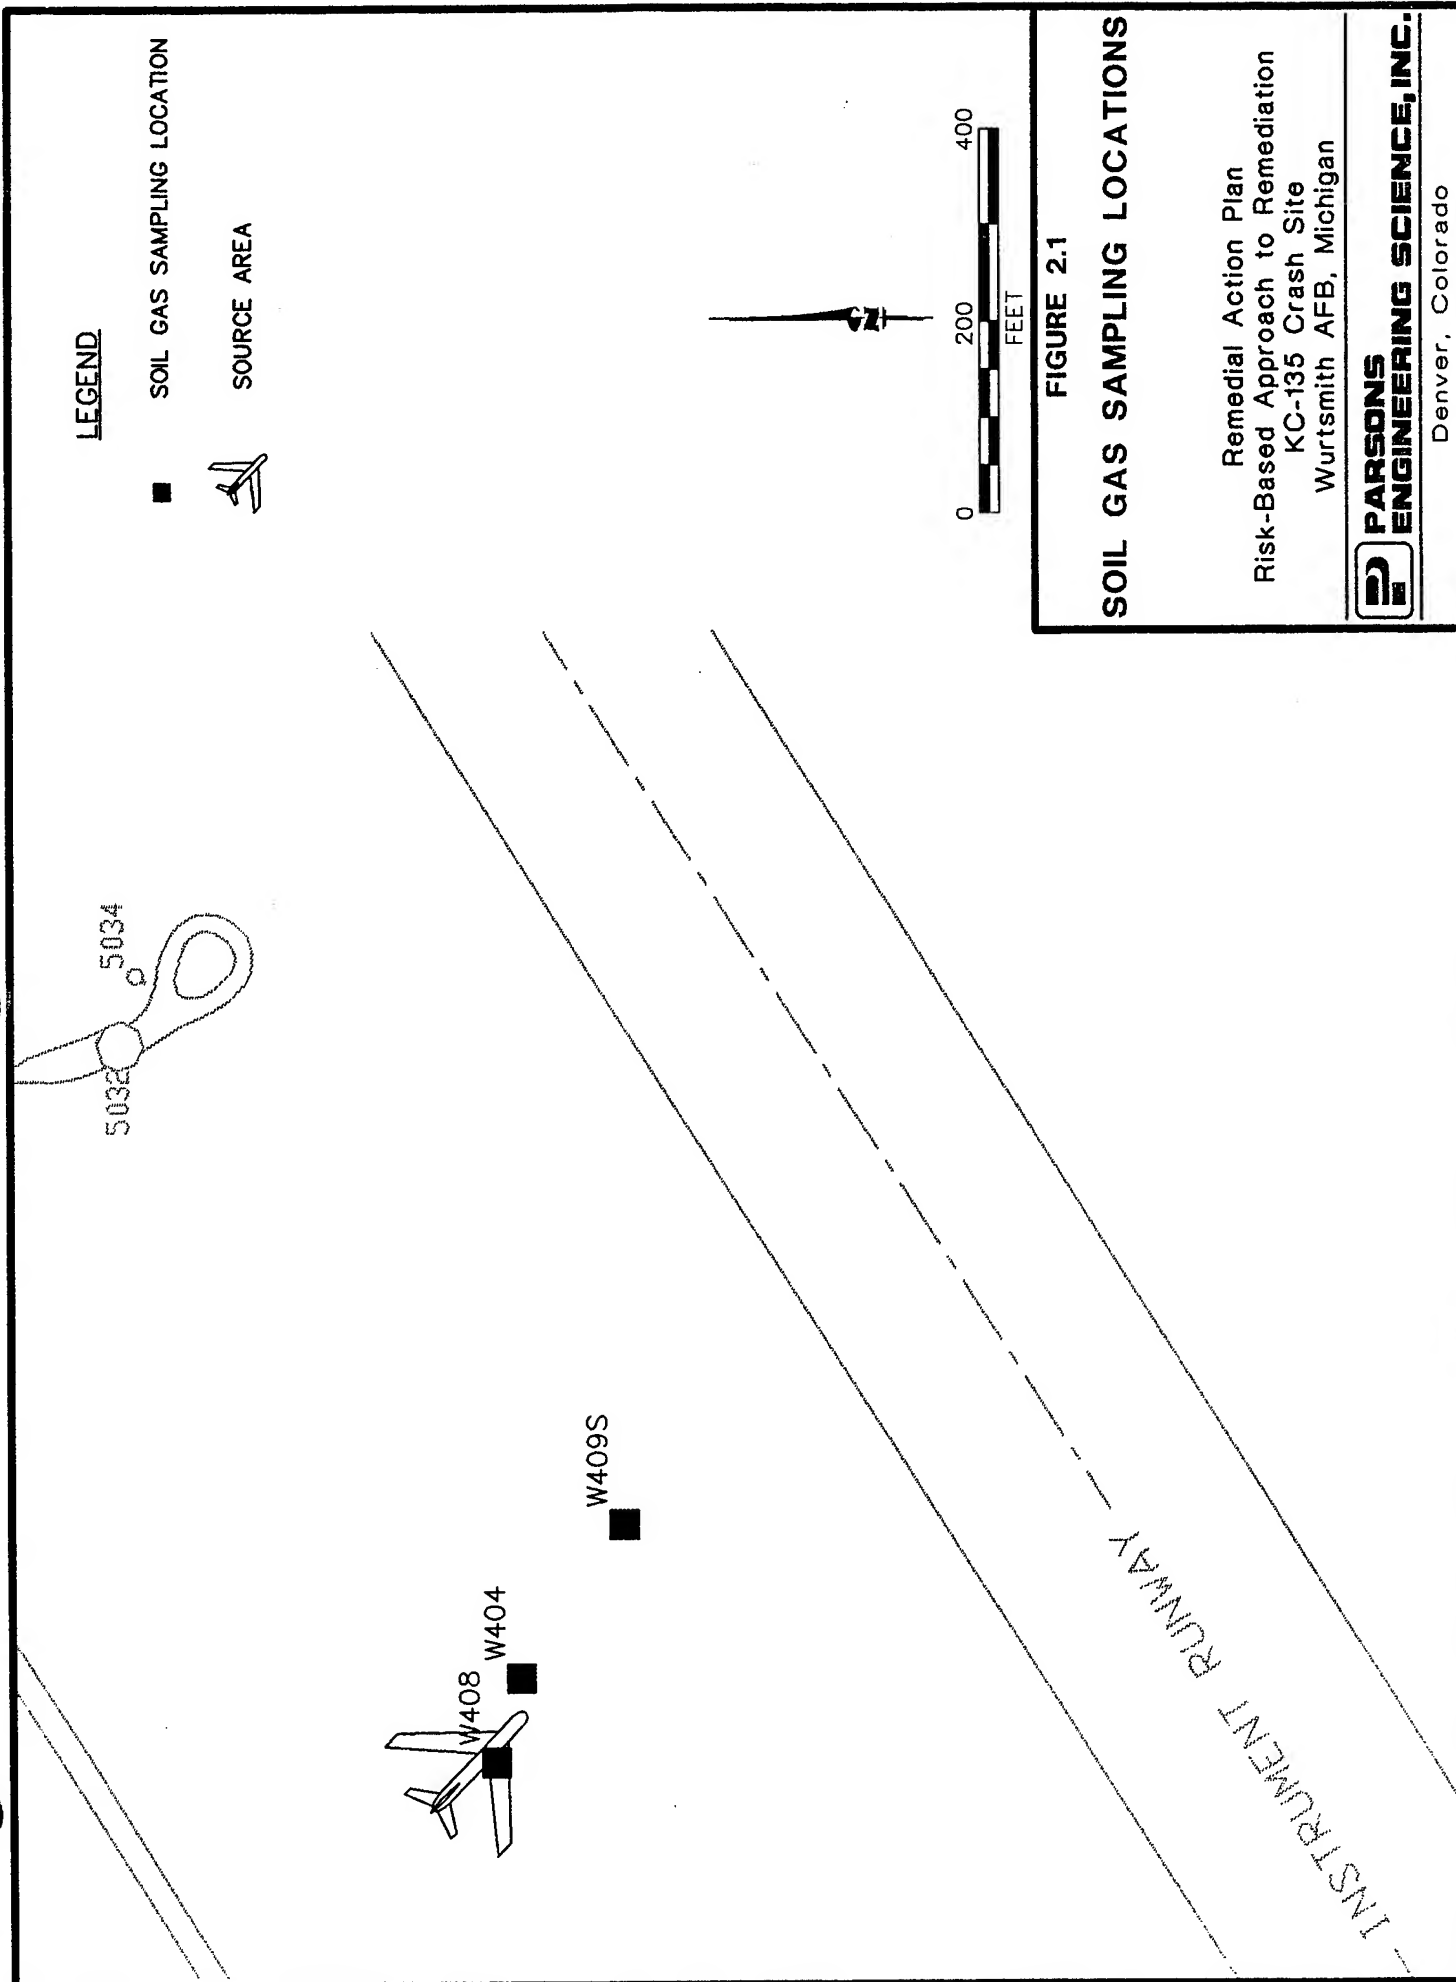 LEGEND
SOIL GAS SAMPLING LOCATION
SOURCE AREA
5032
5034
W408
W404
W409S
INSTRUMENT RUNWAY
N
0 200 400
FEET
FIGURE 2.1
SOIL GAS SAMPLING LOCATIONS
Remedial Action Plan
Risk-Based Approach to Remediation
KC-135 Crash Site
Wurtsmith AFB, Michigan
PARSONS
ENGINEERING SCIENCE, INC.
Denver, Colorado